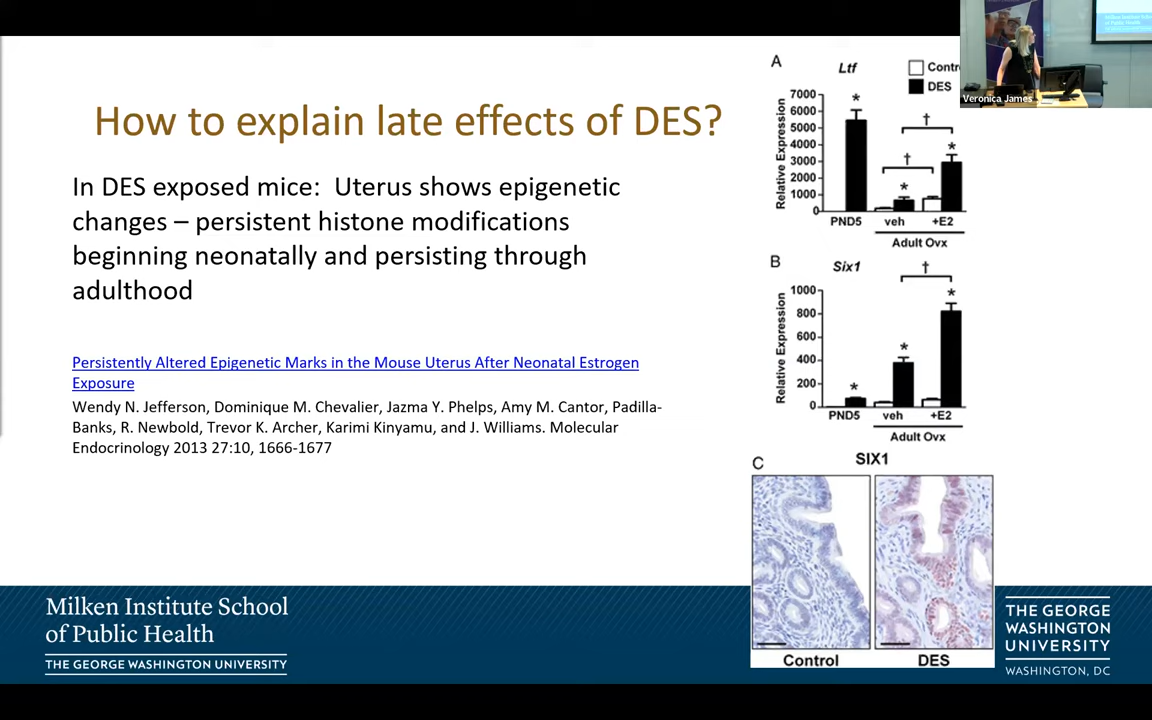 How to explain late effects of DES?
In DES exposed mice:  Uterus shows epigenetic
changes – persistent histone modifications
beginning neonatally and persisting through
adulthood
Persistently Altered Epigenetic Marks in the Mouse Uterus After Neonatal Estrogen
Exposure
Wendy N. Jefferson, Dominique M. Chevalier, Jazma Y. Phelps, Amy M. Cantor, Padilla-
Banks, R. Newbold, Trevor K. Archer, Karimi Kinyamu, and J. Williams. Molecular
Endocrinology 2013 27:10, 1666-1677
A
Ltf
Contr
DES
Relative Expression
7000
6000
5000
4000
3000
2000
1000
0
*
*
*
†
†
PND5 veh +E2
Adult Ovx
B
Six1
Relative Expression
1000
800
600
400
200
0
*
*
*
†
PND5 veh +E2
Adult Ovx
C
SIX1
Control DES
Veronica James
Milken Institute School
of Public Health
THE GEORGE WASHINGTON UNIVERSITY
THE GEORGE
WASHINGTON
UNIVERSITY
WASHINGTON, DC